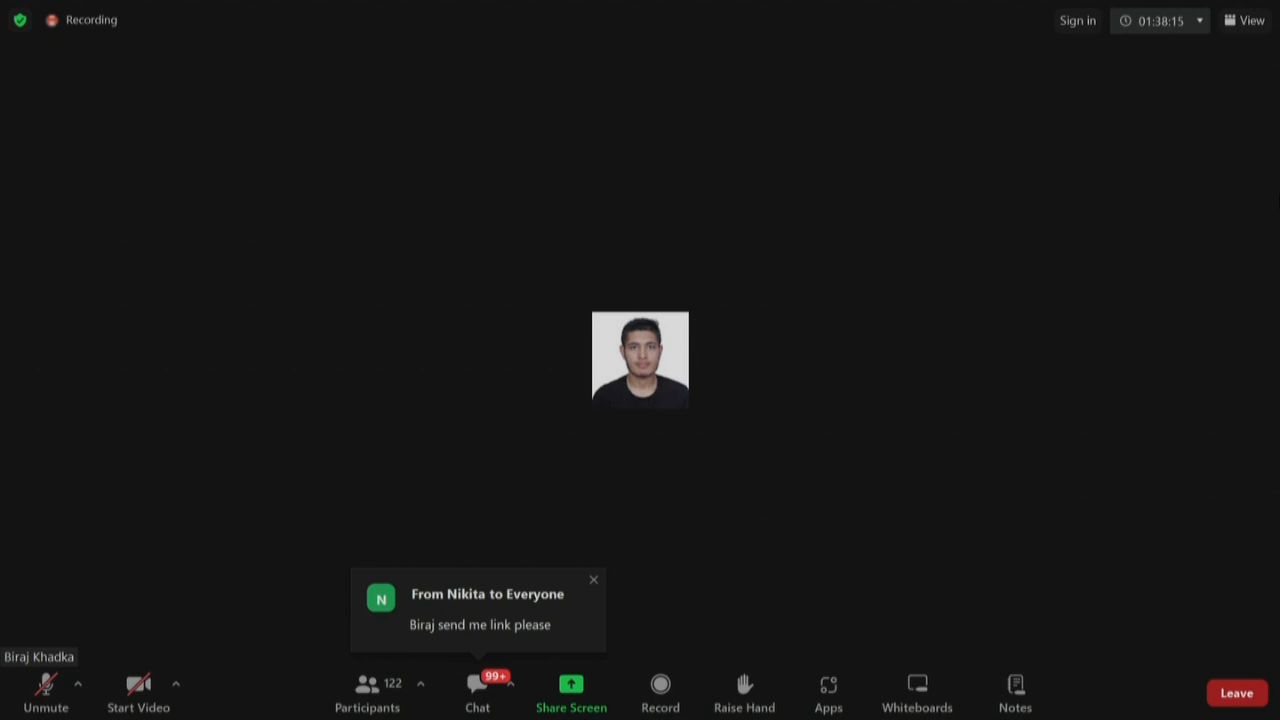 Recording
Sign in
01:38:15
View
N
From Nikita to Everyone
Biraj send me link please
Biraj Khadka
Unmute
Start Video
122
Participants
99+
Chat
Share Screen
Record
Raise Hand
Apps
Whiteboards
Notes
Leave